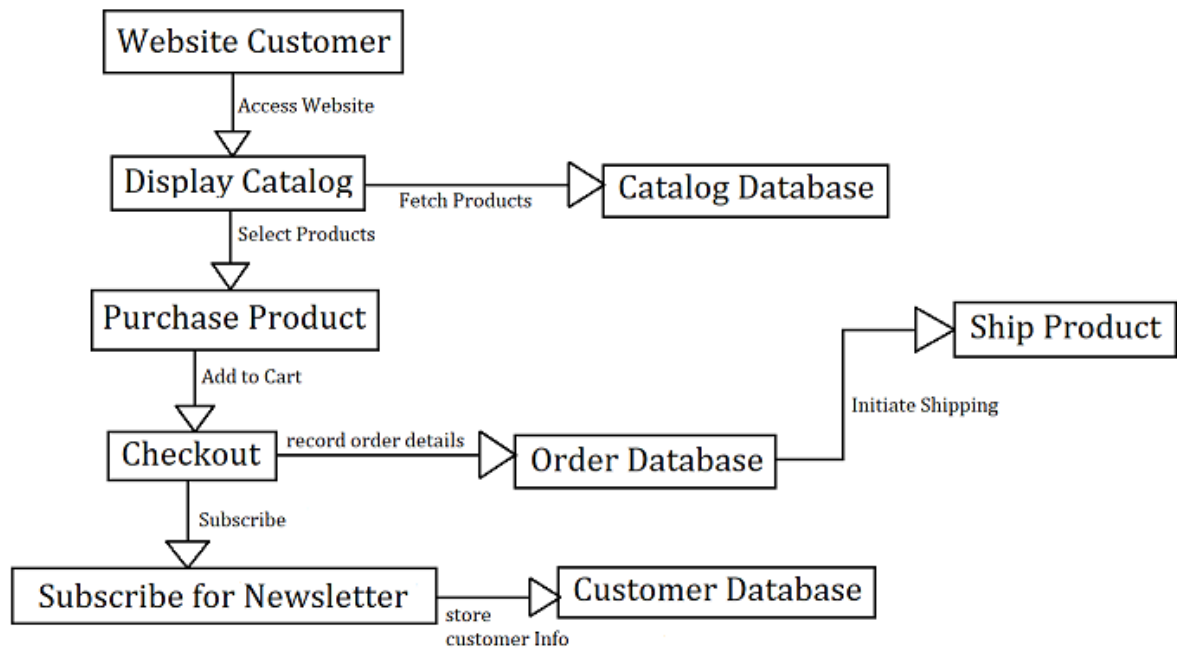 Website Customer
Access Website
Display Catalog
Fetch Products
Catalog Database
Select Products
Purchase Product
Ship Product
Add to Cart
Initiate Shipping
Checkout
record order details
Order Database
Subscribe
Subscribe for Newsletter
store
customer Info
Customer Database